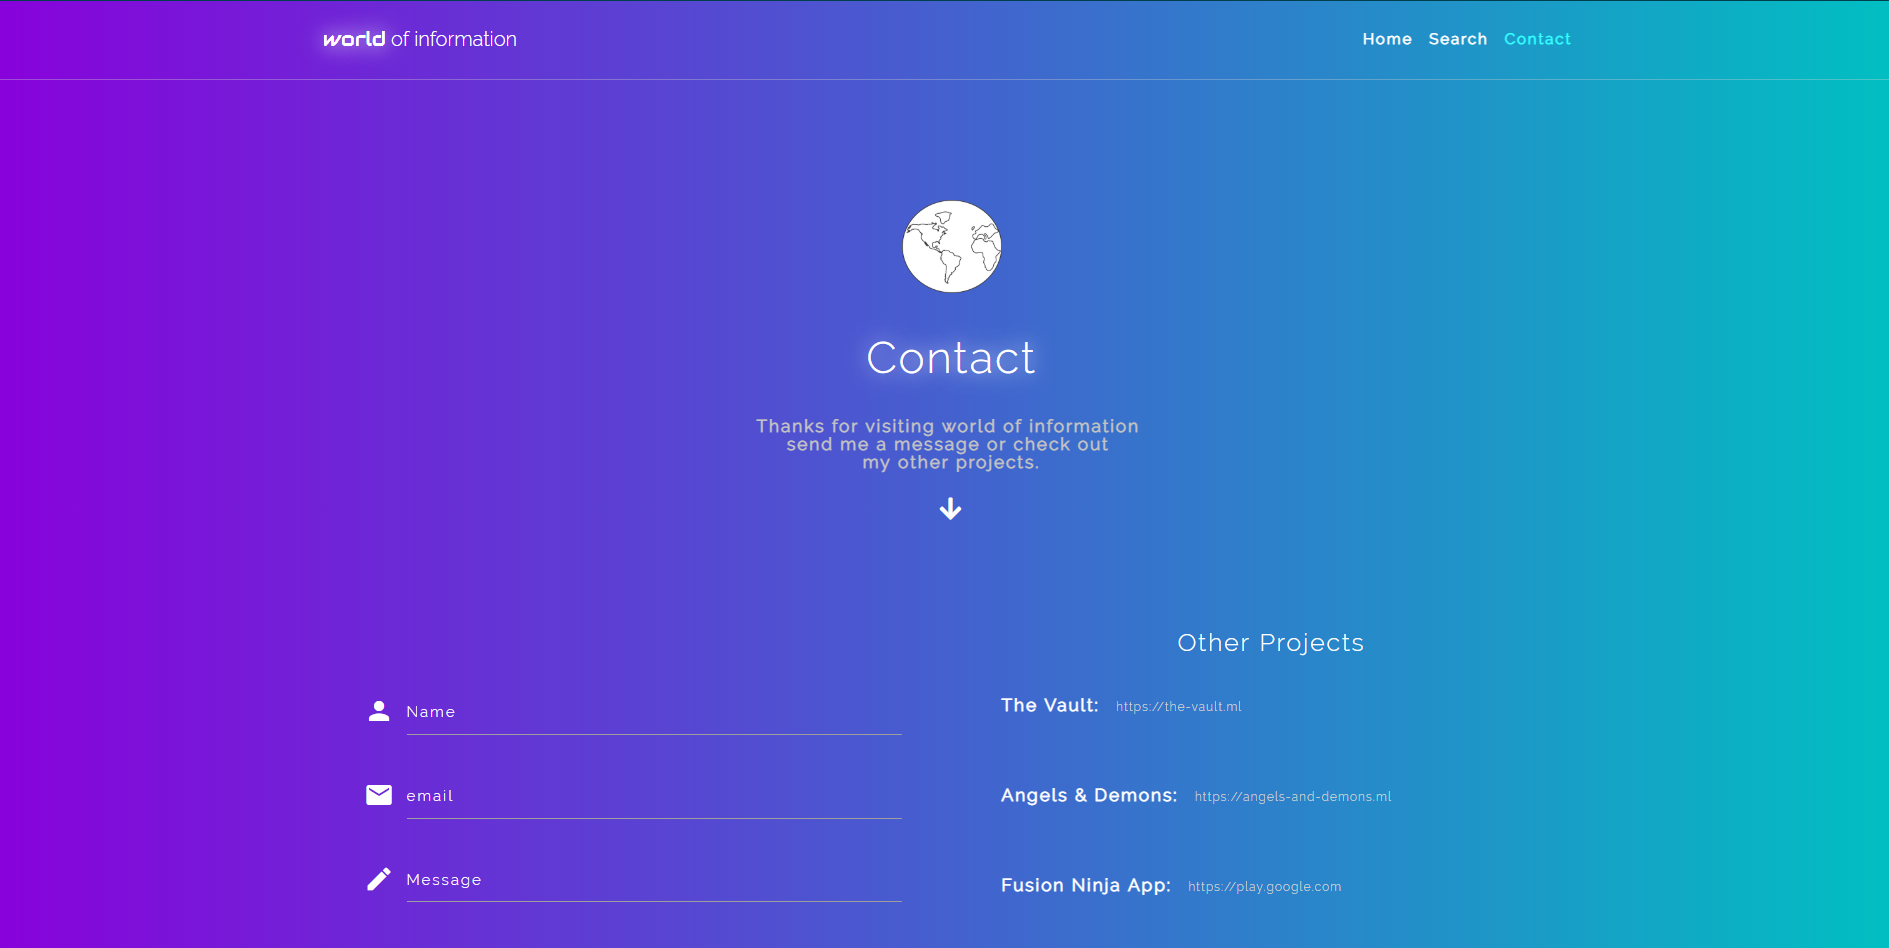 world of information
Home Search Contact
Contact
Thanks for visiting world of information
send me a message or check out
my other projects.
Other Projects
Name
The Vault: https://the-vault.ml
email
Angels & Demons: https://angels-and-demons.ml
Message
Fusion Ninja App: https://play.google.com